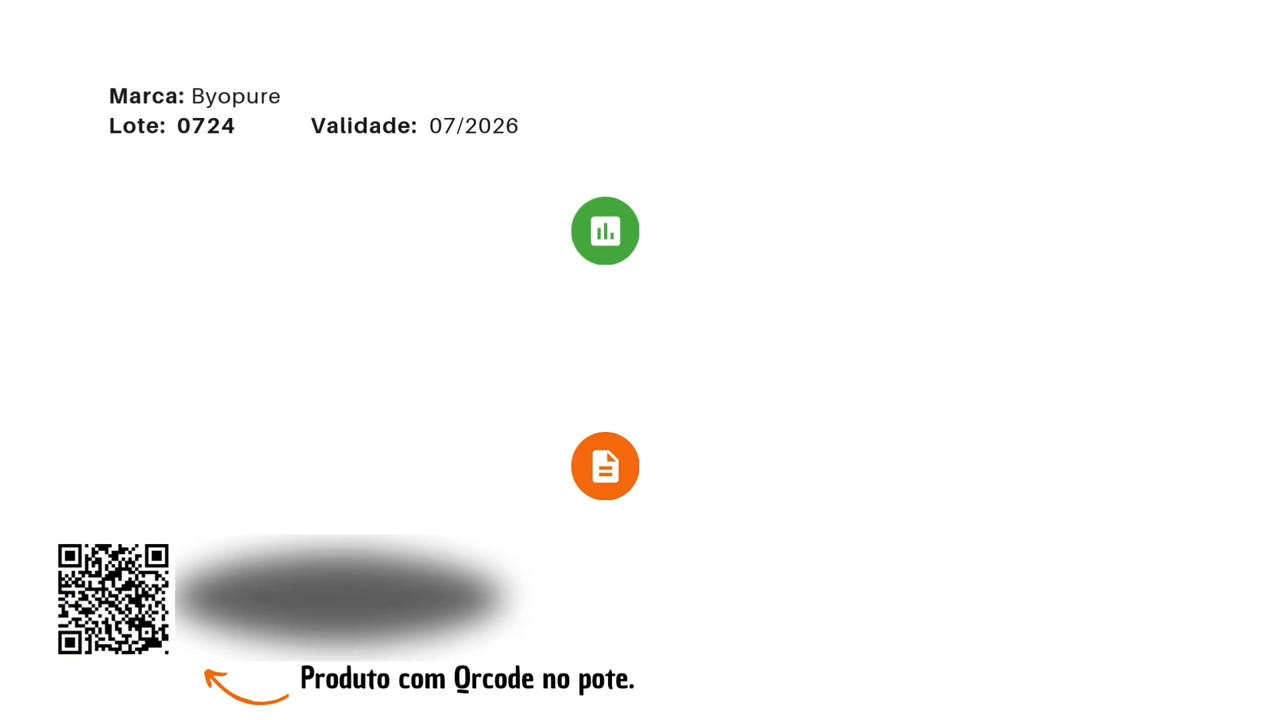 Marca: Byopure
Lote: 0724 Validade: 07/2026
Produto com Qrcode no pote.